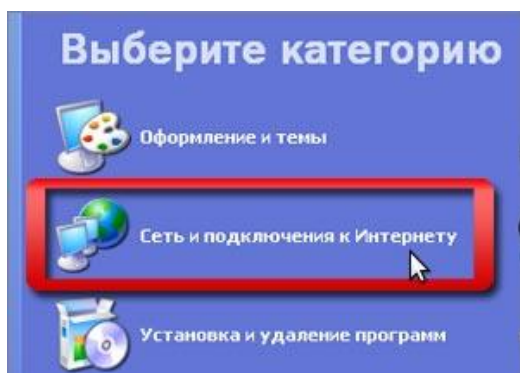 Выберите категорию
Оформление и темы
Сеть и подключения к Интернету
Установка и удаление программ